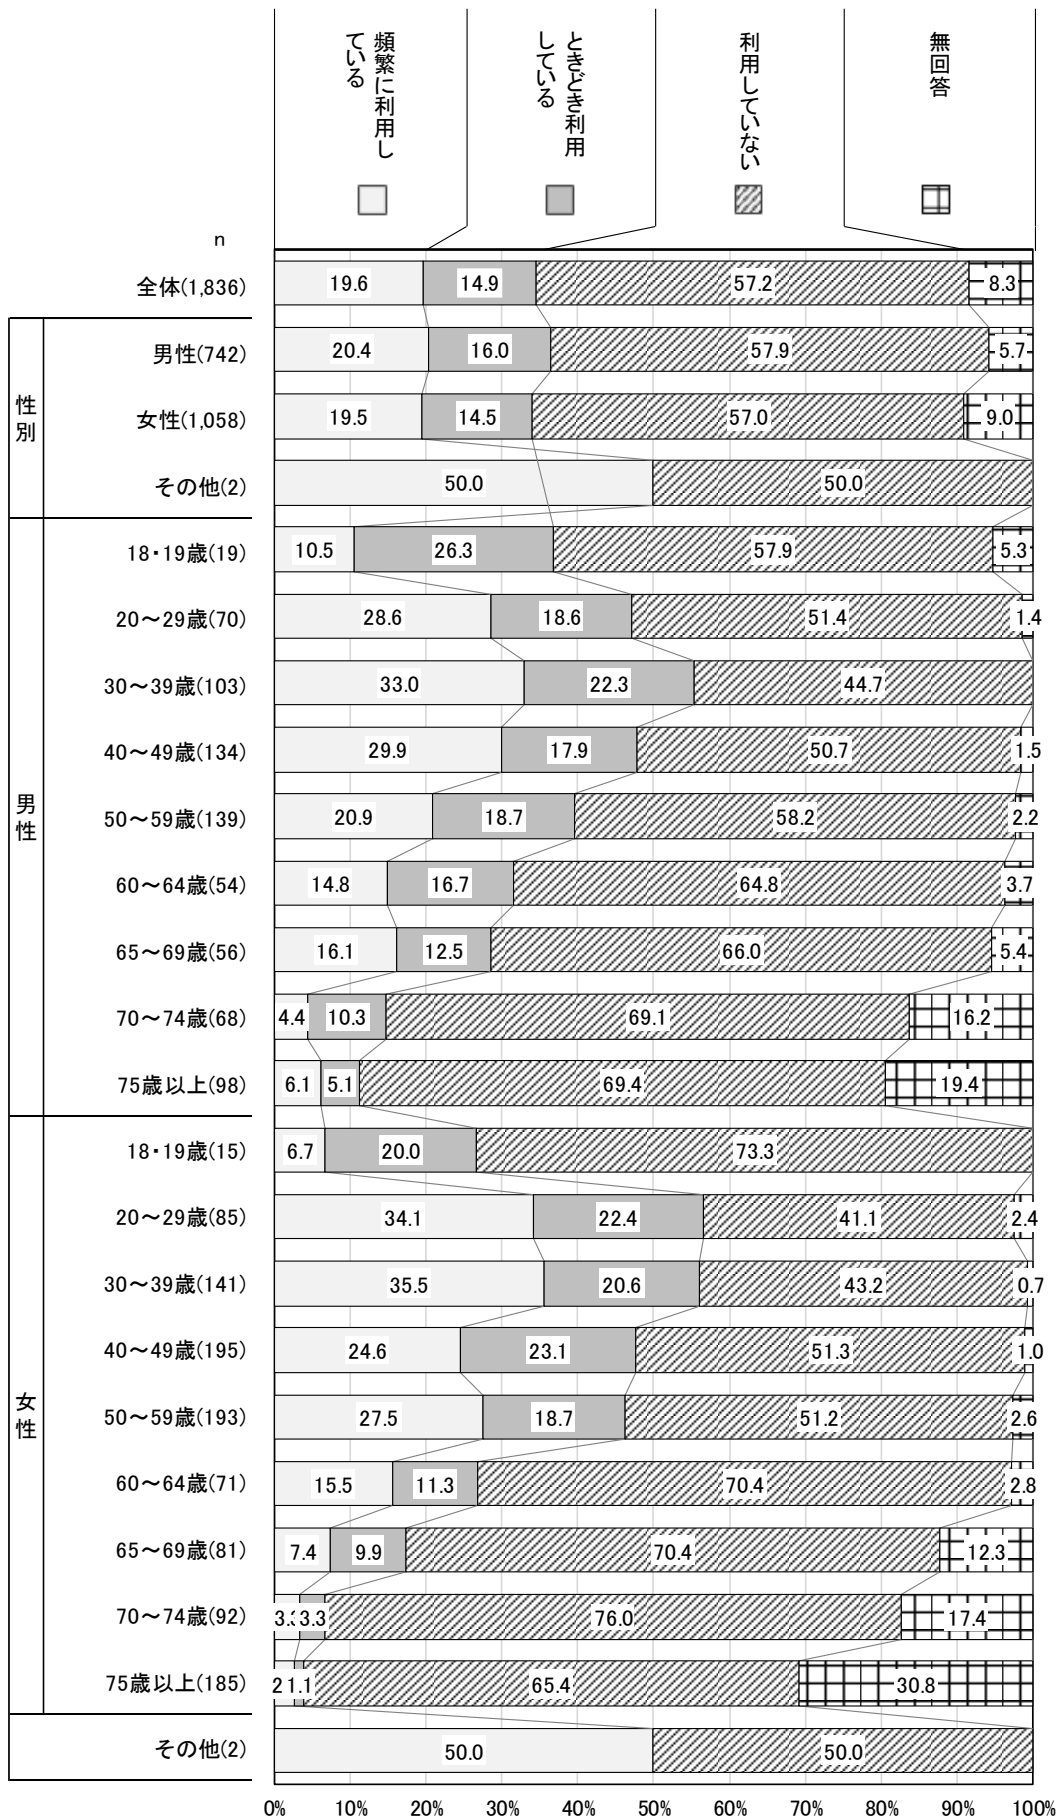 頻繁に利用し
ている
ときどき利用
している
利用していない
無回答
n
全体(1,836) 19.6 14.9 57.2 8.3
性別
男性(742) 20.4 16.0 57.9 5.7
女性(1,058) 19.5 14.5 57.0 9.0
その他(2) 50.0 50.0
男性
18・19歳(19) 10.5 26.3 57.9 5.3
20～29歳(70) 28.6 18.6 51.4 1.4
30～39歳(103) 33.0 22.3 44.7
40～49歳(134) 29.9 17.9 50.7 1.5
50～59歳(139) 20.9 18.7 58.2 2.2
60～64歳(54) 14.8 16.7 64.8 3.7
65～69歳(56) 16.1 12.5 66.0 5.4
70～74歳(68) 4.4 10.3 69.1 16.2
75歳以上(98) 6.1 5.1 69.4 19.4
女性
18・19歳(15) 6.7 20.0 73.3
20～29歳(85) 34.1 22.4 41.1 2.4
30～39歳(141) 35.5 20.6 43.2 0.7
40～49歳(195) 24.6 23.1 51.3 1.0
50～59歳(193) 27.5 18.7 51.2 2.6
60～64歳(71) 15.5 11.3 70.4 2.8
65～69歳(81) 7.4 9.9 70.4 12.3
70～74歳(92) 3.3 76.0 17.4
75歳以上(185) 1.1 65.4 30.8
その他(2) 50.0 50.0
0% 10% 20% 30% 40% 50% 60% 70% 80% 90% 100%